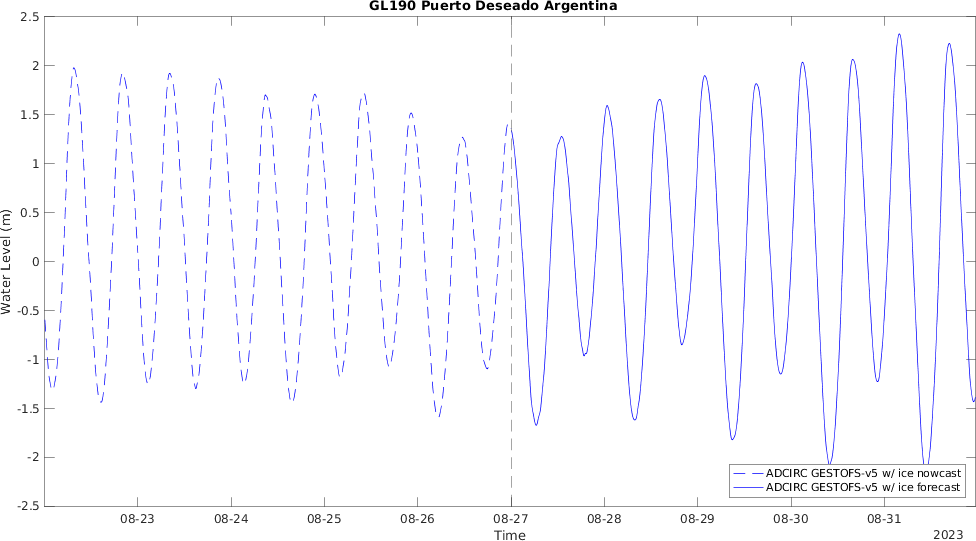 GL190 Puerto Deseado Argentina
2.5
2
1.5
1
0.5
0
-0.5
-1
-1.5
-2
-2.5
Water Level (m)
ADCIRC GESTOFS-v5 w/ ice nowcast
ADCIRC GESTOFS-v5 w/ ice forecast
08-23 08-24 08-25 08-26 08-27 08-28 08-29 08-30 08-31
Time
2023